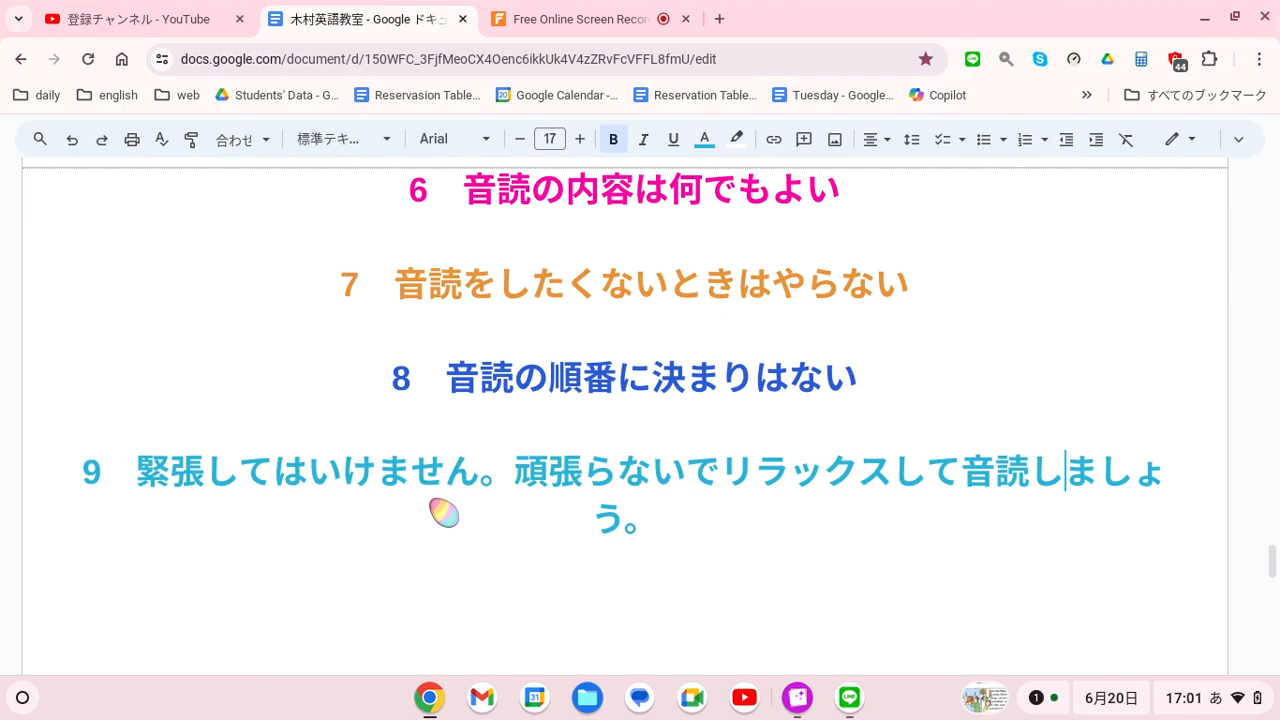 登録チャンネル - YouTube
木村英語教室 - Google ドキュ
Free Online Screen Recor
docs.google.com/document/d/150WFC_3FjfMeoCX4Oenc6ikkUk4V4zZRvFcVFFL8fmU/edit
44
daily
english
web
Students' Data - G...
Reservasion Table...
Google Calendar -...
Reservation Table...
Tuesday - Google...
Copilot
すべてのブックマーク
合わせ
標準テキ...
Arial
17
B
I
U
A
6 音読の内容は何でもよい
7 音読をしたくないときはやらない
8 音読の順番に決まりはない
9 緊張してはいけません。頑張らないでリラックスして音読しましょ
う。
31
1
6月20日
17:01
あ